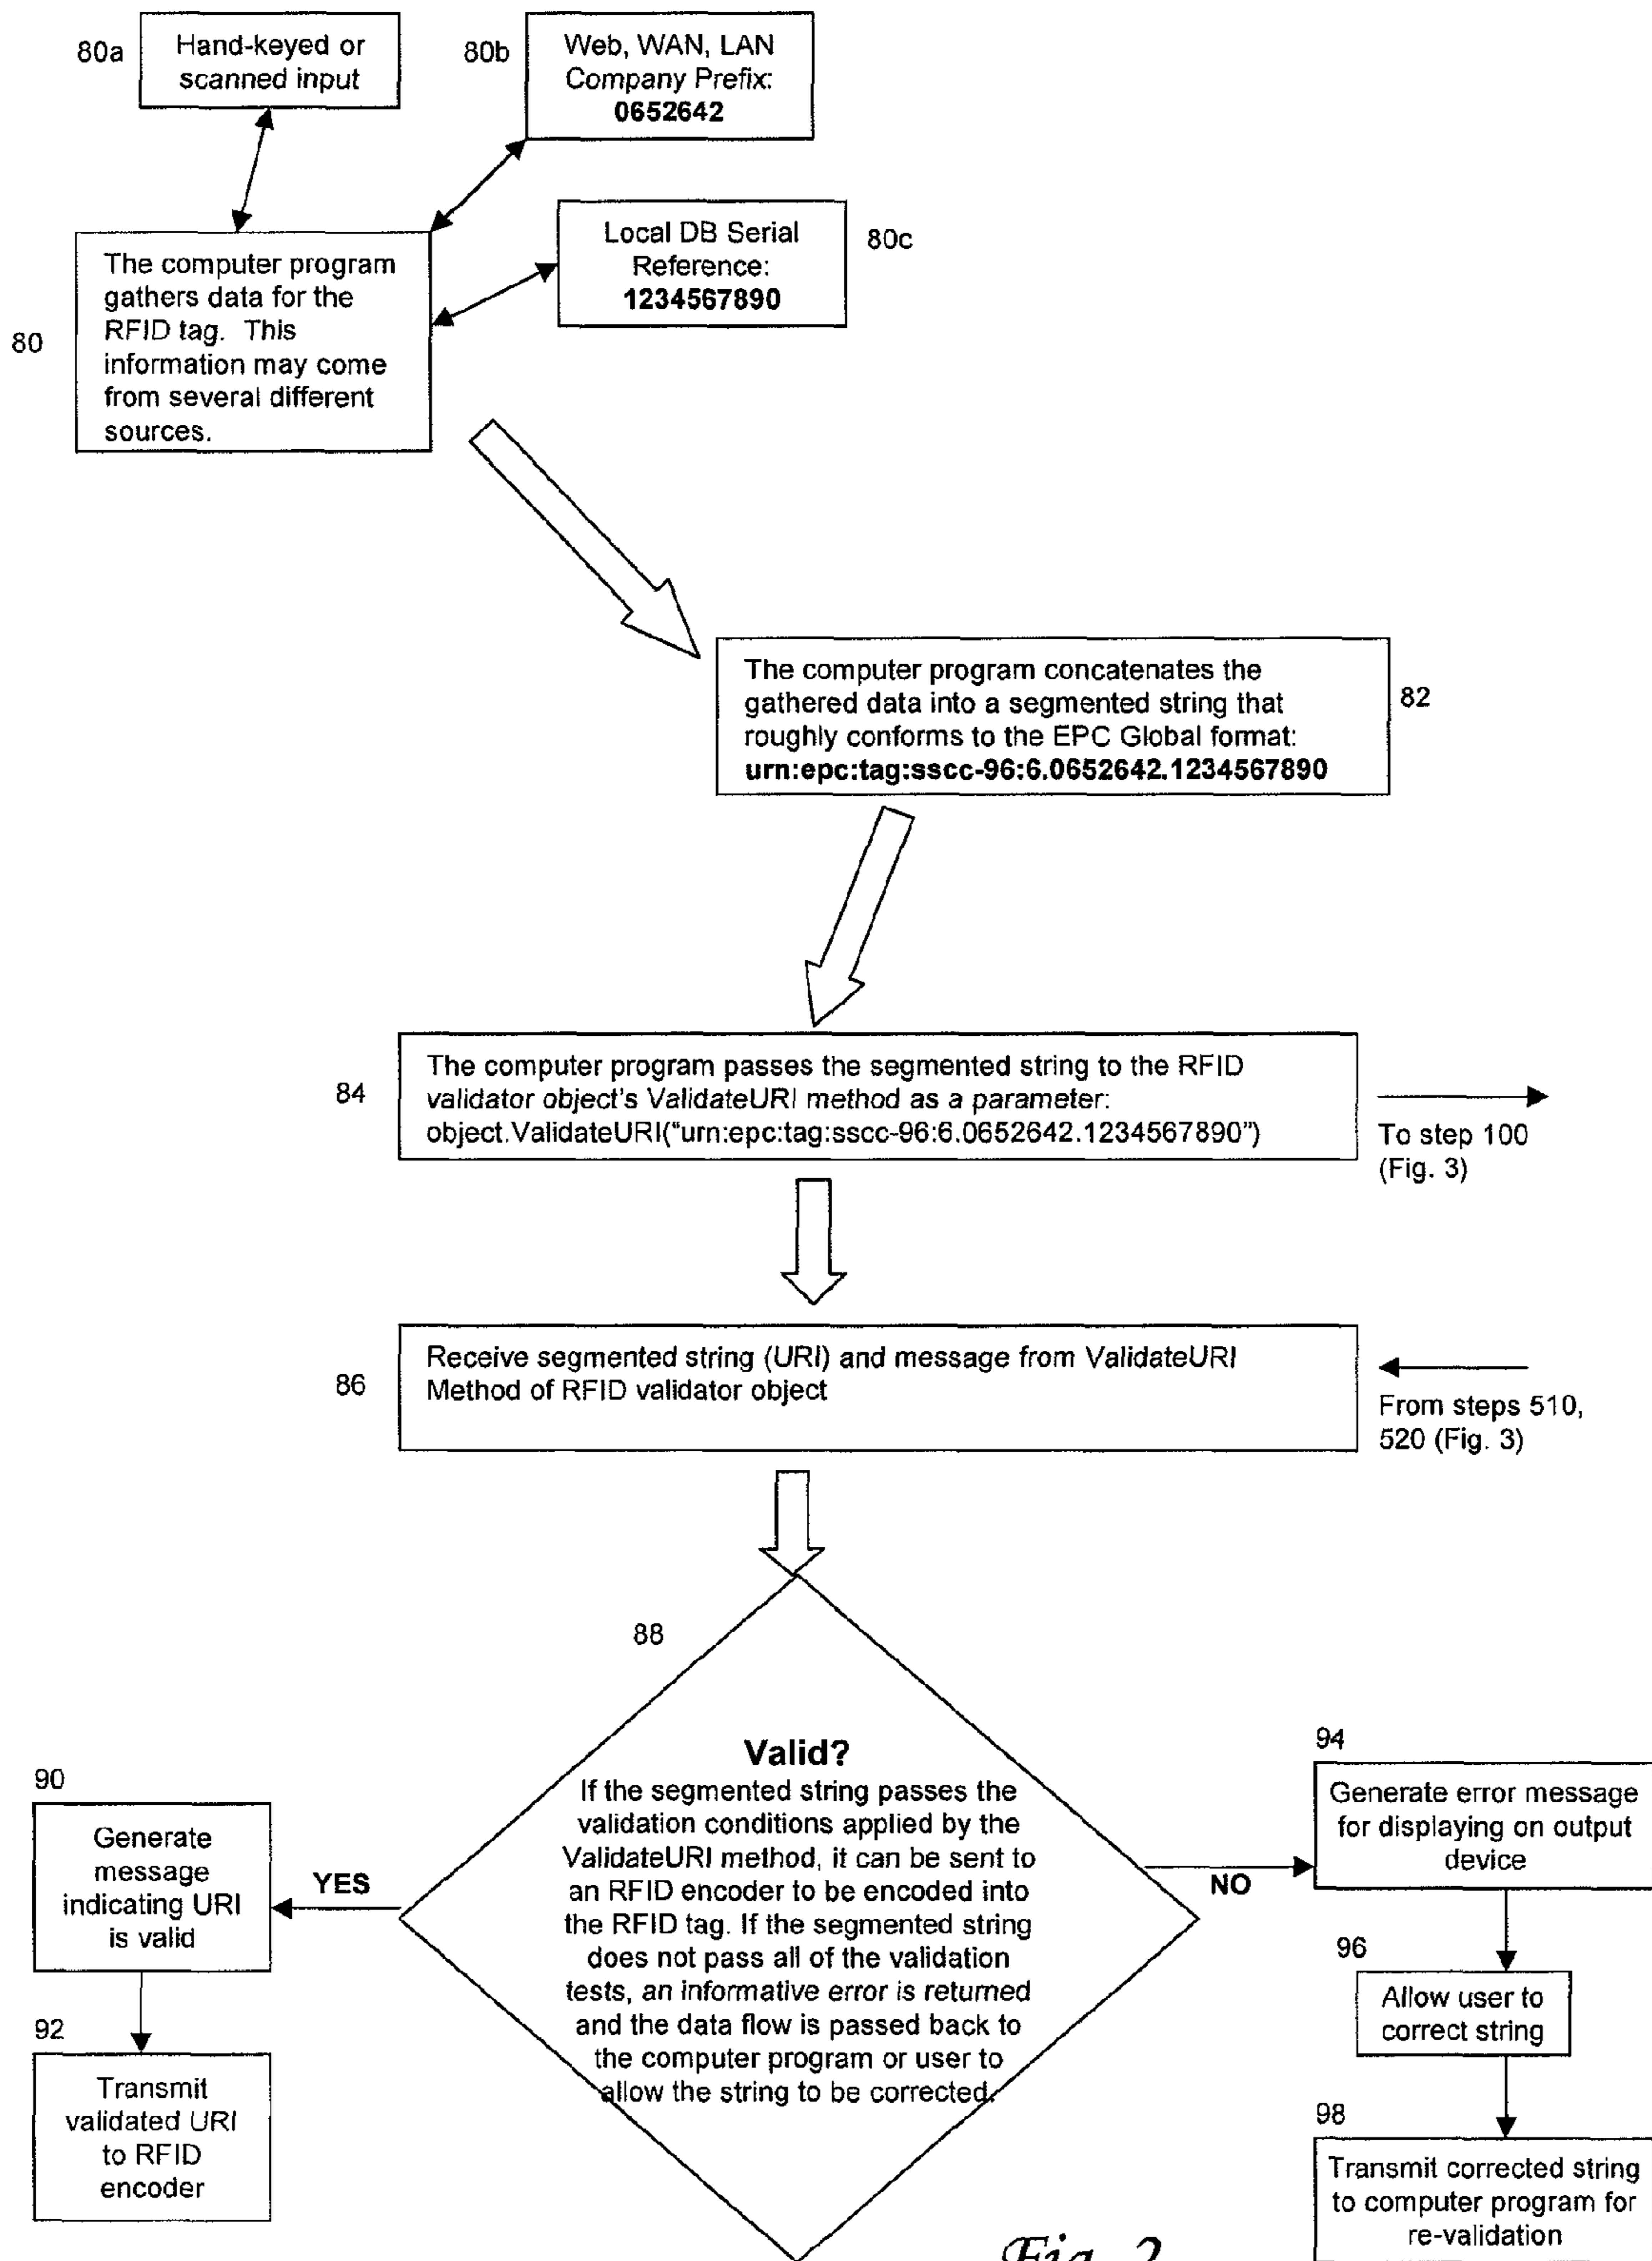 80a
Hand-keyed or
scanned input
80b
Web, WAN, LAN
Company Prefix:
0652642
80c
Local DB Serial
Reference:
1234567890
80
The computer program
gathers data for the
RFID tag. This
information may come
from several different
sources.
The computer program concatenates the
gathered data into a segmented string that
roughly conforms to the EPC Global format:
urn:epc:tag:sscc-96:6.0652642.1234567890
82
84
The computer program passes the segmented string to the RFID
validator object's ValidateURI method as a parameter:
object.ValidateURI("urn:epc:tag:sscc-96:6.0652642.1234567890")
To step 100
(Fig. 3)
86
Receive segmented string (URI) and message from ValidateURI
Method of RFID validator object
From steps 510,
520 (Fig. 3)
88
Valid?
If the segmented string passes the
validation conditions applied by the
ValidateURI method, it can be sent to
an RFID encoder to be encoded into
the RFID tag. If the segmented string
does not pass all of the validation
tests, an informative error is returned
and the data flow is passed back to
the computer program or user to
allow the string to be corrected.
YES
NO
90
Generate
message
indicating URI
is valid
92
Transmit
validated URI
to RFID
encoder
94
Generate error message
for displaying on output
device
96
Allow user to
correct string
98
Transmit corrected string
to computer program for
re-validation
Fig. 2